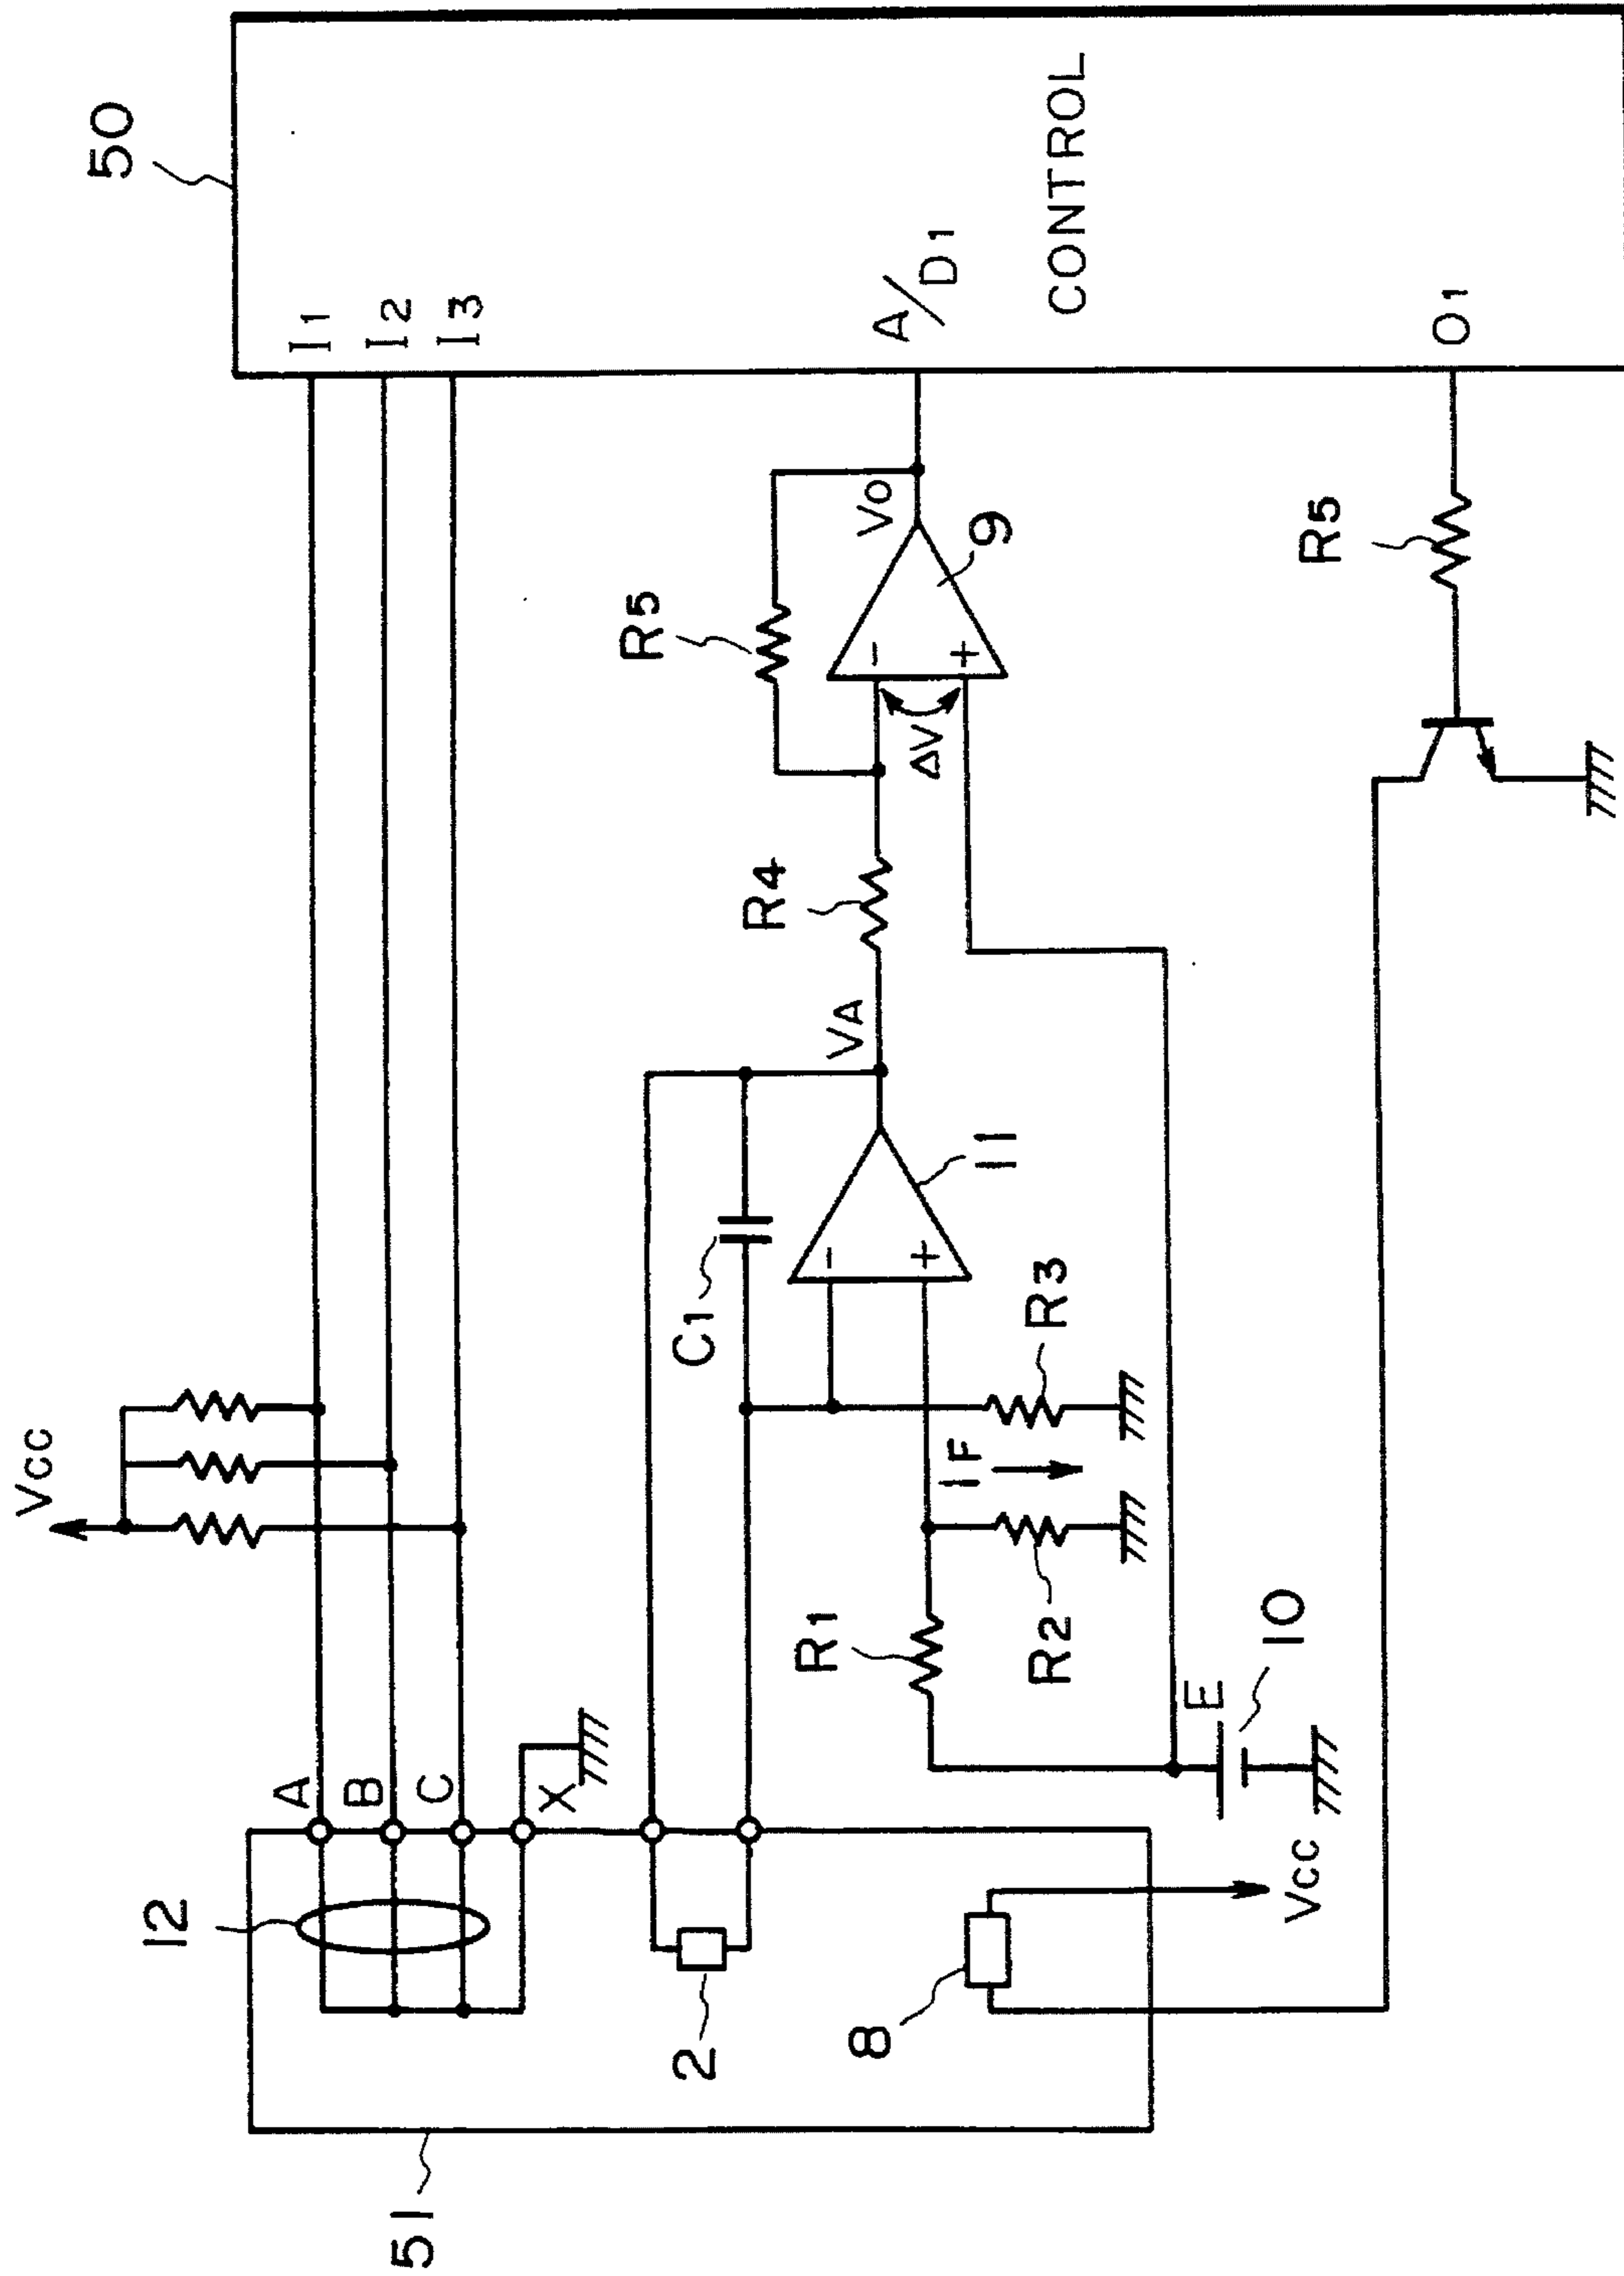 50
I1
I2
I3
A/D1
CONTROL
O1
Vcc
R5
Vo
9
-
+
ΔV
R5
R4
VA
C1
11
-
+
R3
IF
R1
R2
E
10
A
B
C
X
12
2
8
Vcc
51